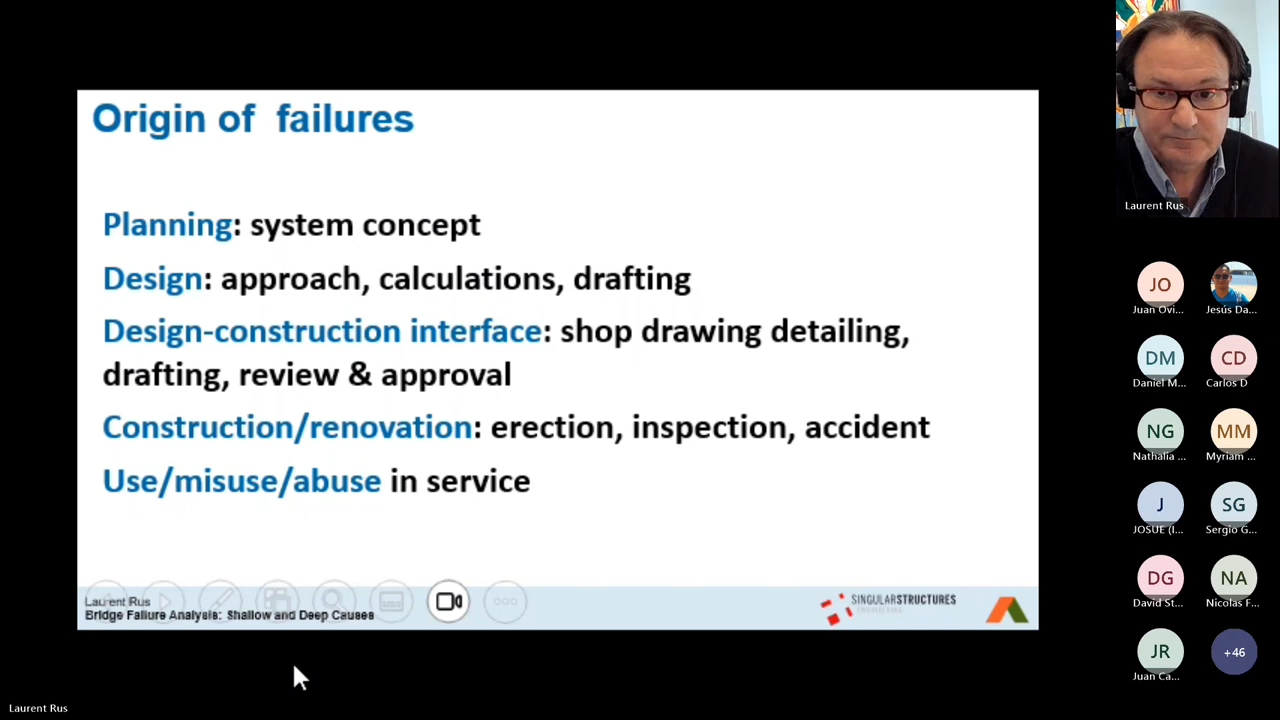 Origin of failures
Planning: system concept
Design: approach, calculations, drafting
Design-construction interface: shop drawing detailing,
drafting, review & approval
Construction/renovation: erection, inspection, accident
Use/misuse/abuse in service
Laurent Rus
Bridge Failure Analysis: Shallow and Deep Causes
SINGULARSTRUCTURES
ENGINEERING
Laurent Rus
JO
Juan Ovi...
Jesús Da...
DM
Daniel M...
CD
Carlos D
NG
Nathalia ...
MM
Myriam ...
J
JOSUE (I...
SG
Sergio G...
DG
David St...
NA
Nicolas F...
JR
Juan Ca...
+46
Laurent Rus